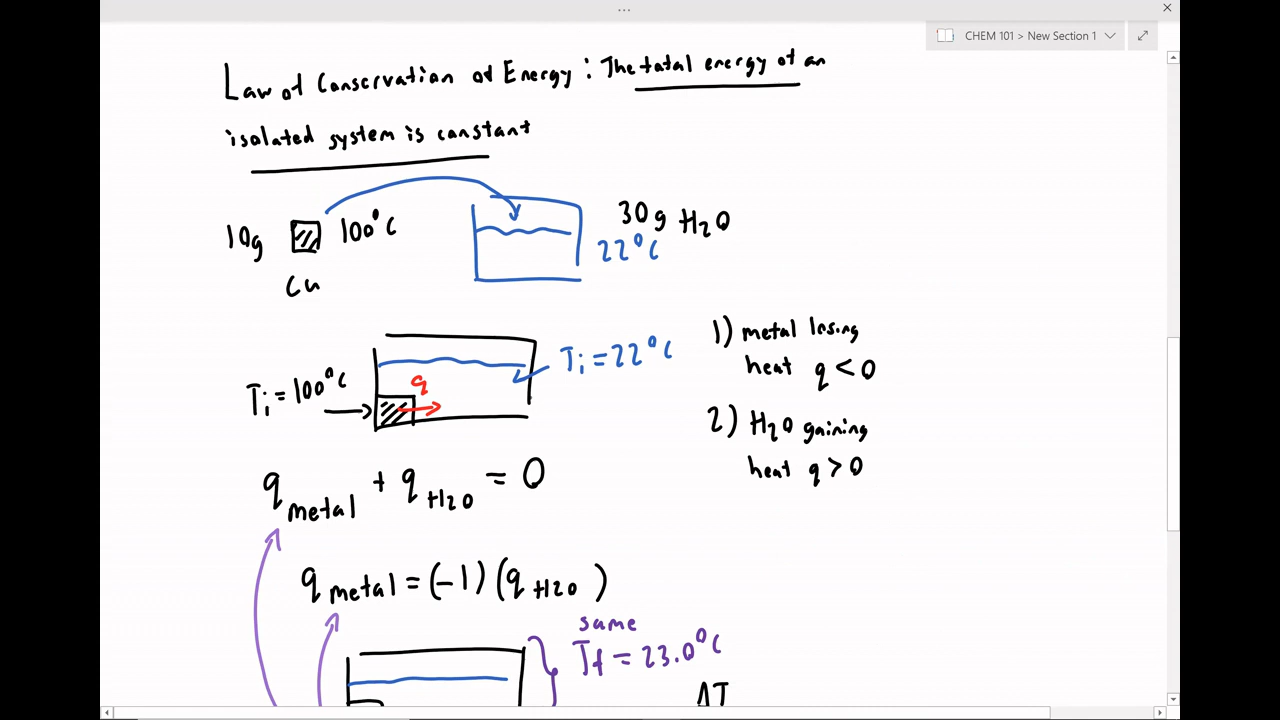 CHEM 101 > New Section 1
Law of Conservation of Energy : The total energy of an
isolated system is constant
10g 100°C
Cu
30g H2O
22°C
Ti = 100°C
q
Ti = 22°C
1) metal losing
heat q < 0
2) H2O gaining
heat q > 0
q metal + q H2O = 0
q metal = (-1) (q H2O )
same
Tf = 23.0°C
ΔT